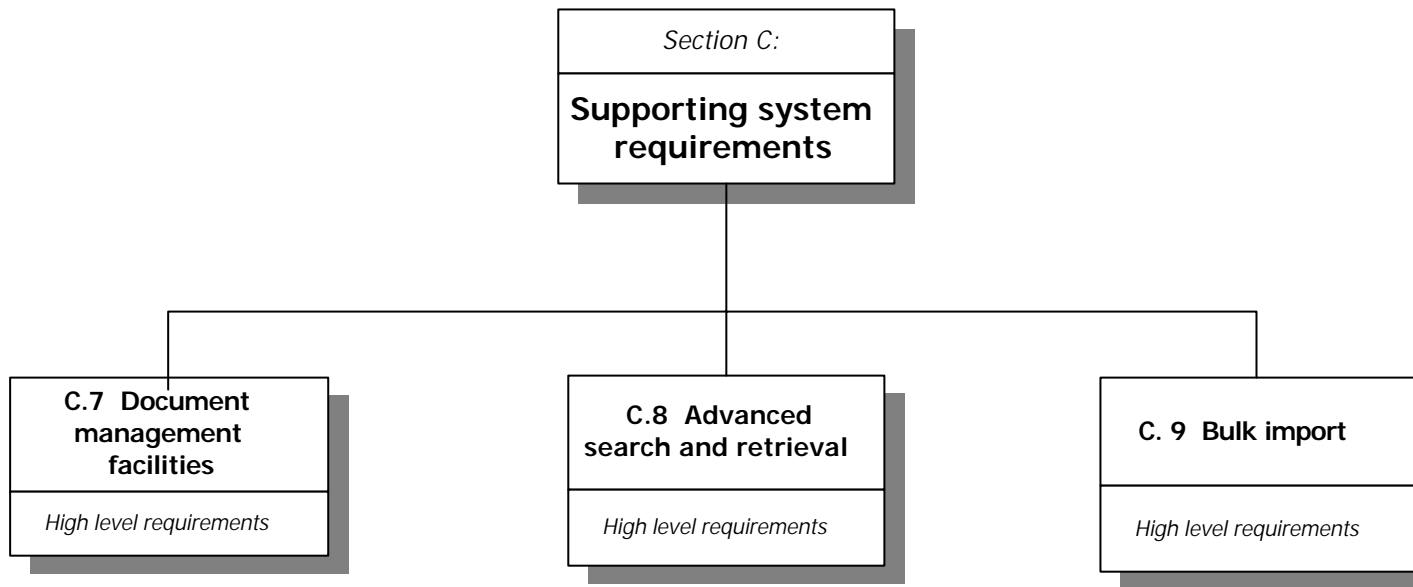 Section C:
Supporting system
requirements
C.7 Document
management
facilities
High level requirements
C.8 Advanced
search and retrieval
High level requirements
C. 9 Bulk import
High level requirements